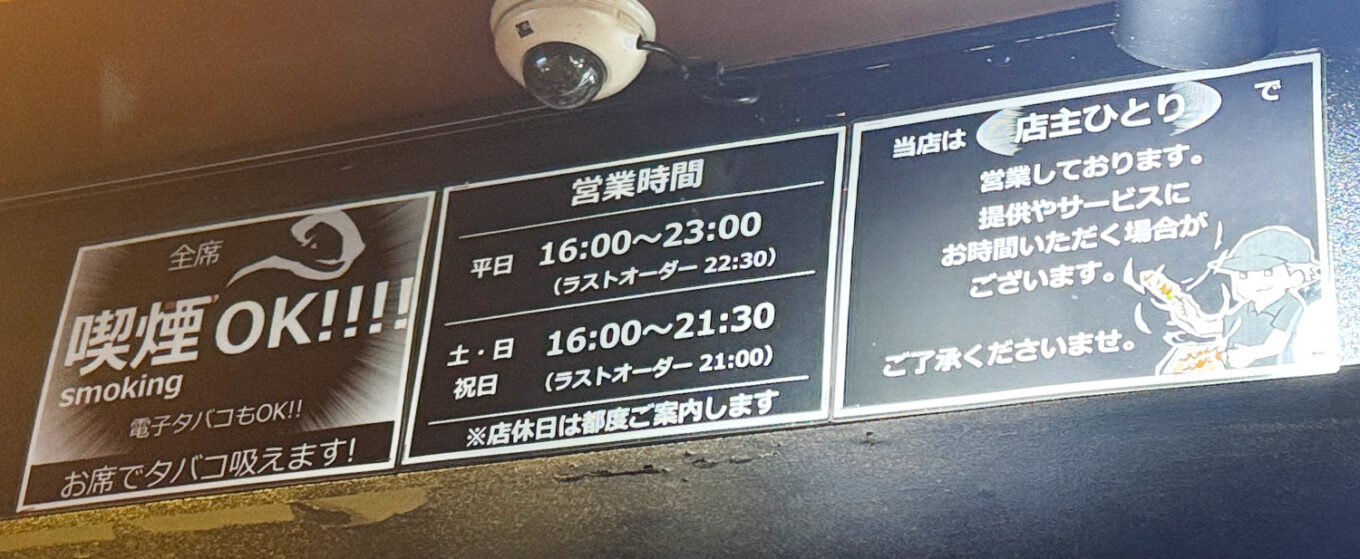 全席
喫煙OK!!!!
smoking
電子タバコもOK!!
お席でタバコ吸えます!
営業時間
平日 16:00～23:00
（ラストオーダー 22:30）
土・日 16:00～21:30
祝日 （ラストオーダー 21:00）
※店休日は都度ご案内します
当店は 店主ひとり で
営業しております。
提供やサービスに
お時間いただく場合が
ございます。
ご了承くださいませ。